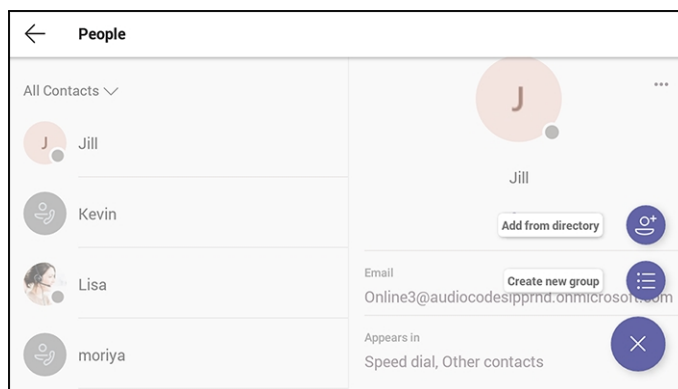 People
All Contacts
J Jill
Kevin
Lisa
moriya
J
Jill
Add from directory
Create new group
Email
Online3@audiocodesipprnd.onmicrosoft.com
Appears in
Speed dial, Other contacts